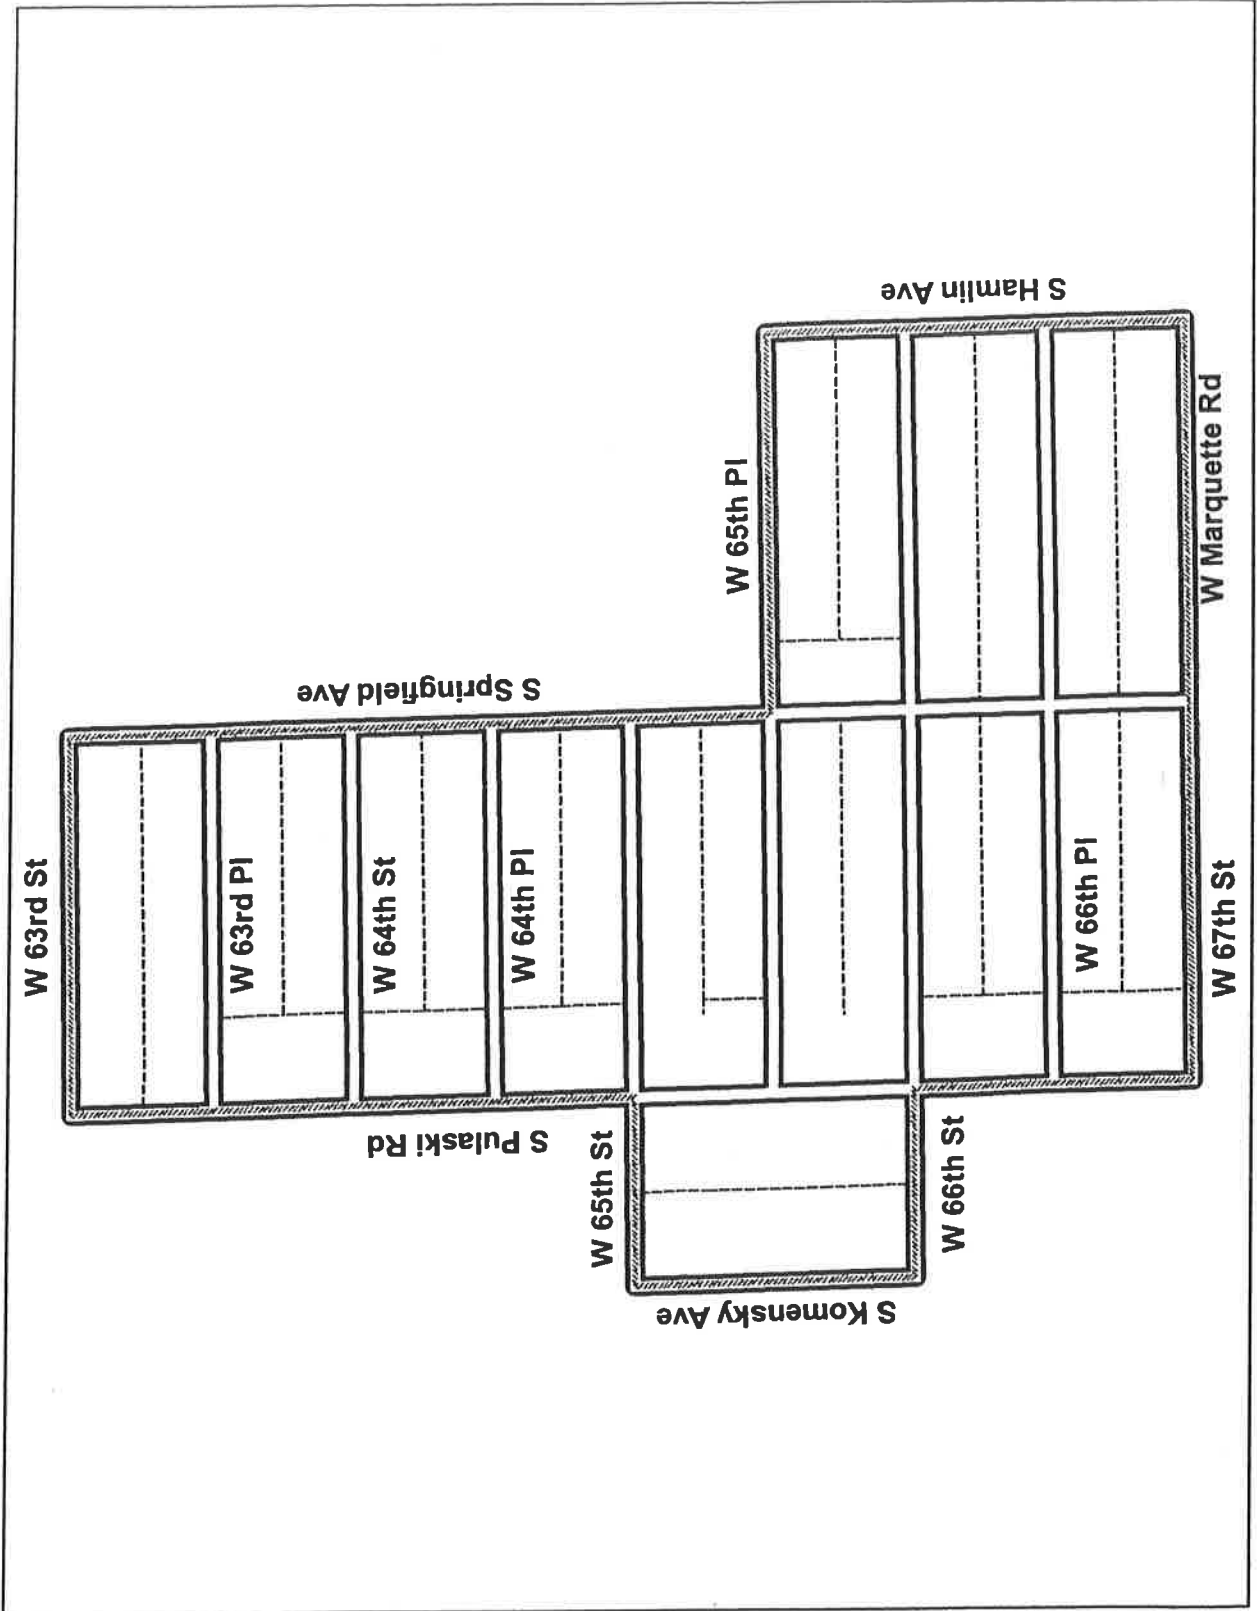 W 63rd St
W 63rd Pl
W 64th St
W 64th Pl
S Springfield Ave
W 65th Pl
S Hamlin Ave
S Pulaski Rd
W 65th St
S Komensky Ave
W 66th St
W 66th Pl
W 67th St
W Marquette Rd